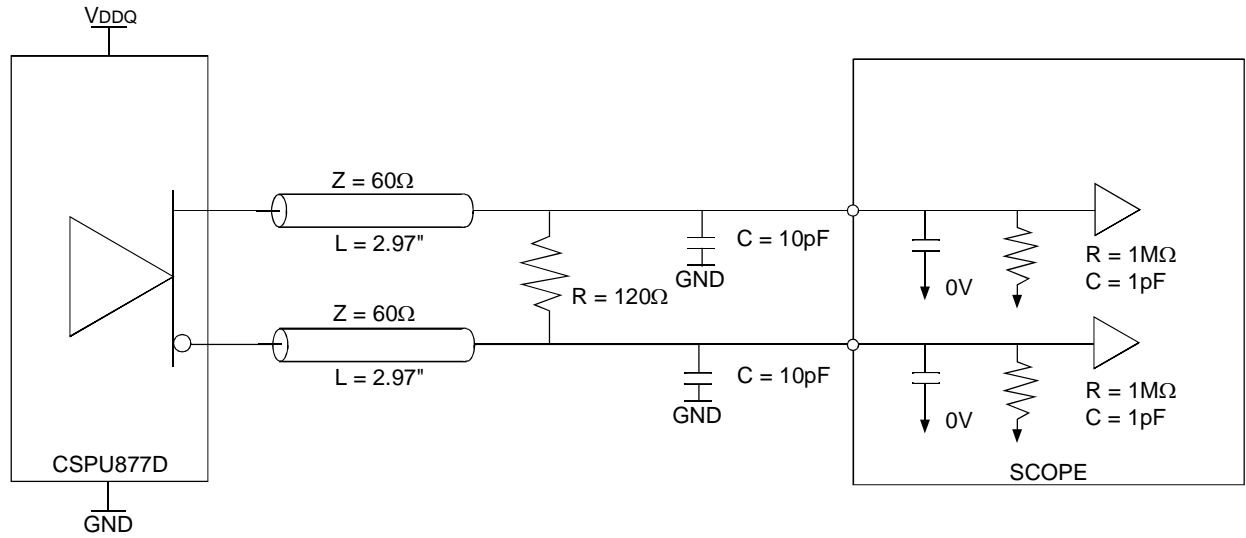 VDDQ
Z = 60Ω
L = 2.97"
C = 10pF
GND
R = 1MΩ
C = 1pF
0V
R = 120Ω
Z = 60Ω
L = 2.97"
C = 10pF
GND
R = 1MΩ
C = 1pF
0V
CSPU877D
SCOPE
GND